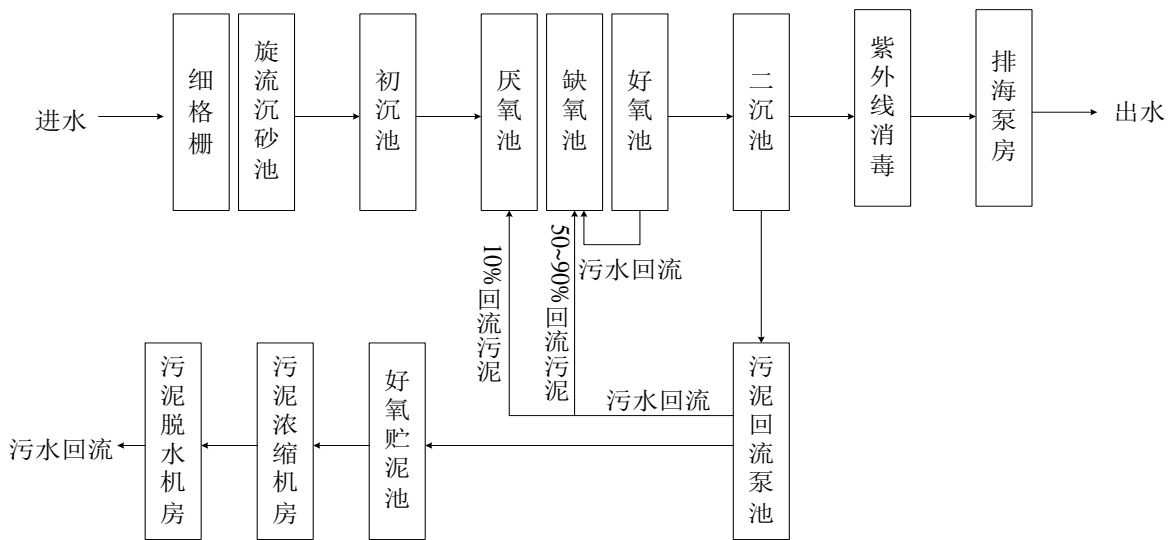 进水
细格栅
旋流沉砂池
初沉池
厌氧池
缺氧池
好氧池
二沉池
紫外线消毒
排海泵房
出水
10%回流污泥
50~90%回流污泥
污水回流
污水回流
污水回流
污泥脱水机房
污泥浓缩机房
好氧贮泥池
污泥回流泵池